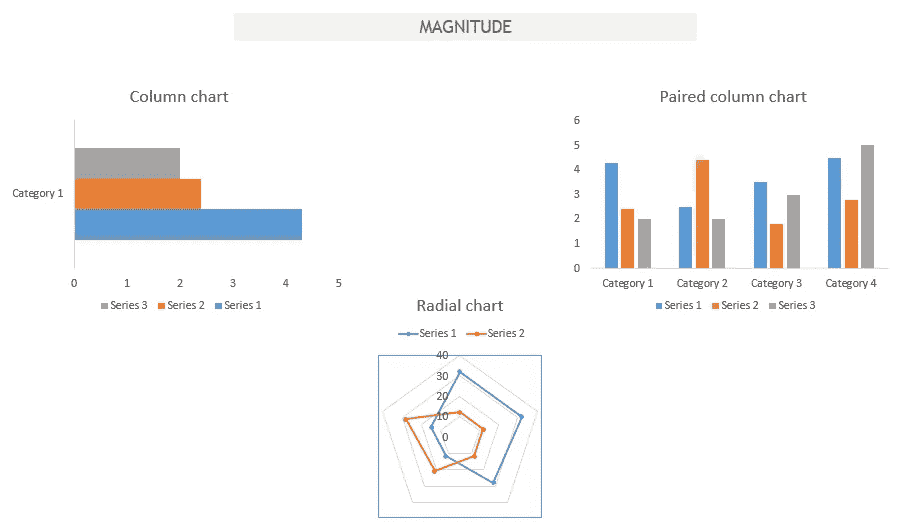 MAGNITUDE
Column chart
Category 1
0 1 2 3 4 5
Series 3 Series 2 Series 1
Paired column chart
6
5
4
3
2
1
0
Category 1 Category 2 Category 3 Category 4
Series 1 Series 2 Series 3
Radial chart
Series 1 Series 2
40
30
20
10
0